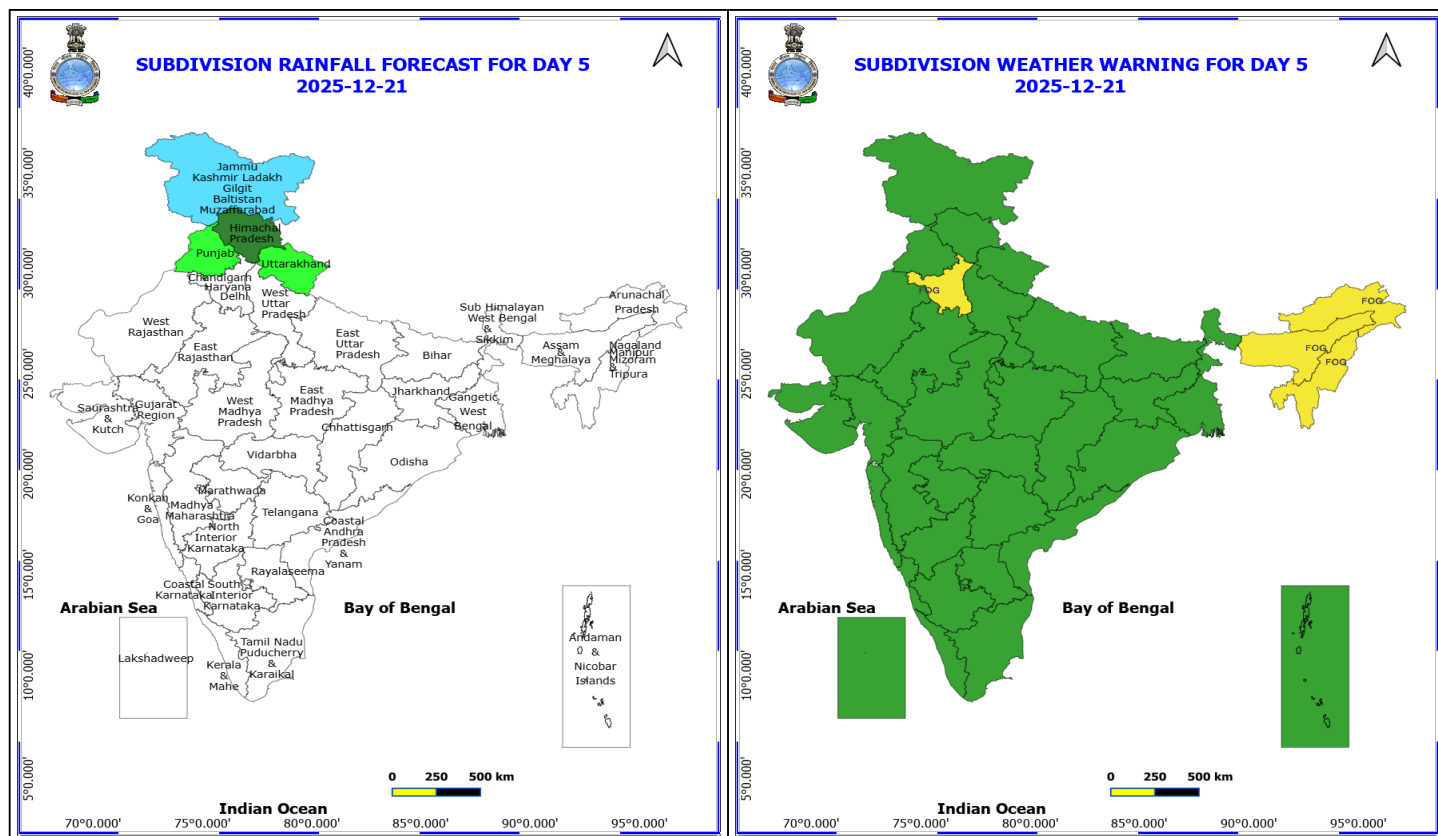 SUBDIVISION RAINFALL FORECAST FOR DAY 5
2025-12-21
40°0.000'
35°0.000'
30°0.000'
25°0.000'
20°0.000'
15°0.000'
10°0.000'
5°0.000'
Jammu
Kashmir Ladakh
Gilgit
Baltistan
Muzaffarabad
Himachal
Pradesh
Punjab
Uttarakhand
Chandigarh
Haryana
Delhi
West
Uttar
Pradesh
West
Rajasthan
East
Rajasthan
East
Uttar
Pradesh
Bihar
Sub Himalayan
West Bengal
&
Sikkim
Arunachal
Pradesh
Assam
&
Meghalaya
Nagaland
Manipur
Mizoram
&
Tripura
Saurashtra
&
Kutch
Gujarat
Region
West
Madhya
Pradesh
East
Madhya
Pradesh
Jharkhand
Gangetic
West
Bengal
Chhattisgarh
Vidarbha
Odisha
Konkan
&
Goa
Madhya
Maharashtra
Marathwada
Telangana
North
Interior
Karnataka
Coastal
Andhra
Pradesh
&
Yanam
Rayalaseema
Coastal
Karnataka
South
Interior
Karnataka
Arabian Sea
Bay of Bengal
Lakshadweep
Kerala
&
Mahe
Tamil Nadu
Puducherry
&
Karaikal
Andaman
&
Nicobar
Islands
0 250 500 km
Indian Ocean
70°0.000' 75°0.000' 80°0.000' 85°0.000' 90°0.000' 95°0.000'
SUBDIVISION WEATHER WARNING FOR DAY 5
2025-12-21
40°0.000'
35°0.000'
30°0.000'
25°0.000'
20°0.000'
15°0.000'
10°0.000'
5°0.000'
FOG
FOG
FOG
FOG
Arabian Sea
Bay of Bengal
0 250 500 km
Indian Ocean
70°0.000' 75°0.000' 80°0.000' 85°0.000' 90°0.000' 95°0.000'